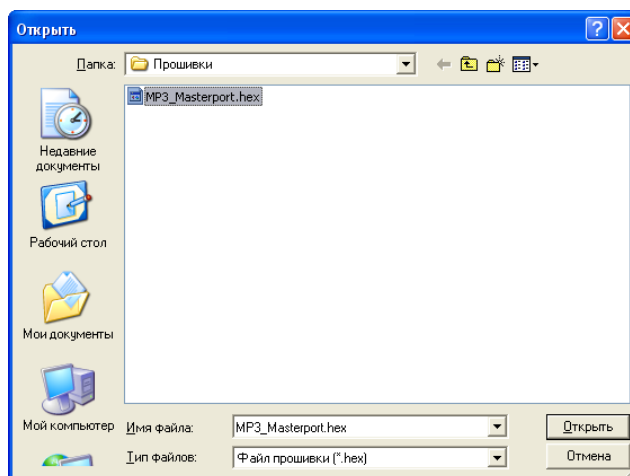 Открыть
Папка: Прошивки
MP3_Masterport.hex
Недавние
документы
Рабочий стол
Мои документы
Мой компьютер
Имя файла: MP3_Masterport.hex Открыть
Тип файлов: Файл прошивки (*.hex) Отмена